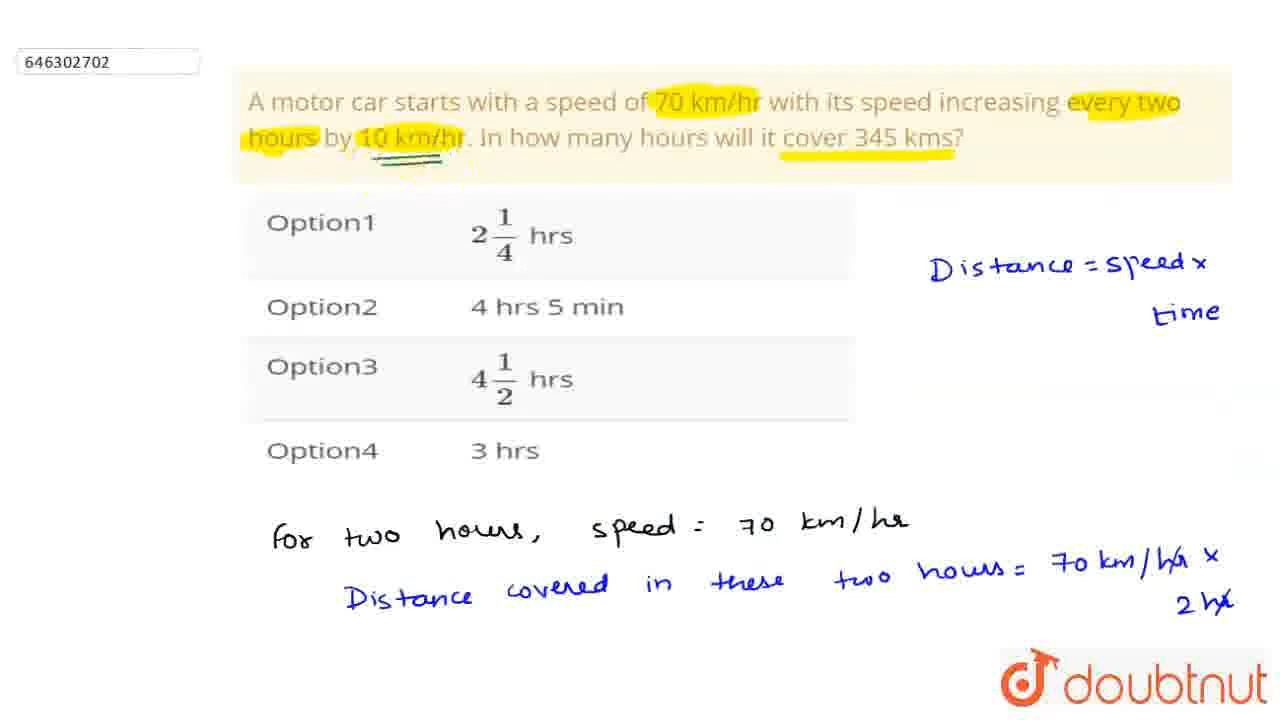 646302702
A motor car starts with a speed of 70 km/hr with its speed increasing every two
hours by 10 km/hr. In how many hours will it cover 345 kms?
Option1 2 1/4 hrs
Option2 4 hrs 5 min
Option3 4 1/2 hrs
Option4 3 hrs
Distance = speed x
time
For two hours, speed = 70 km/hr
Distance covered in these two hours = 70 km/hr x
2 hr
doubtnut